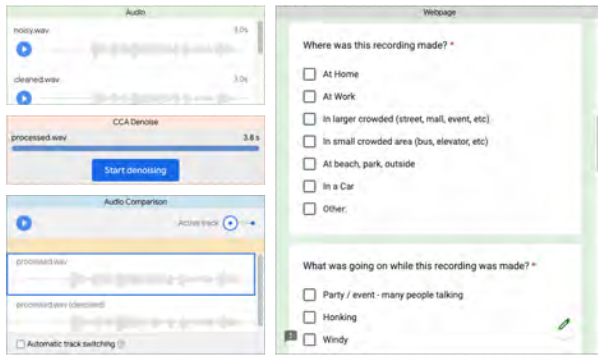 Audio
noisy.wav 3.0s
cleaned.wav 3.0s
CCA Denoise
processed.wav 3.8 s
Start denoising
Audio Comparison
Active track
processed.wav
processed.wav (denoised)
Automatic track switching
Webpage
Where was this recording made? *
At Home
At Work
In larger crowded (street, mall, event, etc)
In small crowded area (bus, elevator, etc)
At beach, park, outside
In a Car
Other:
What was going on while this recording was made? *
Party / event - many people talking
Honking
Windy